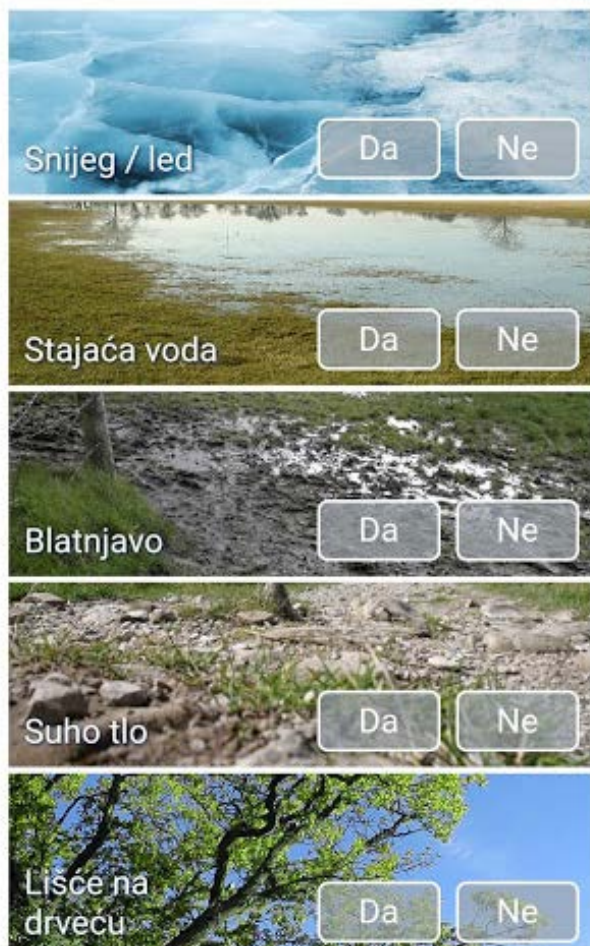 Snijeg / led Da Ne
Stajaća voda Da Ne
Blatnjavo Da Ne
Suho tlo Da Ne
Lišće na
drveću Da Ne